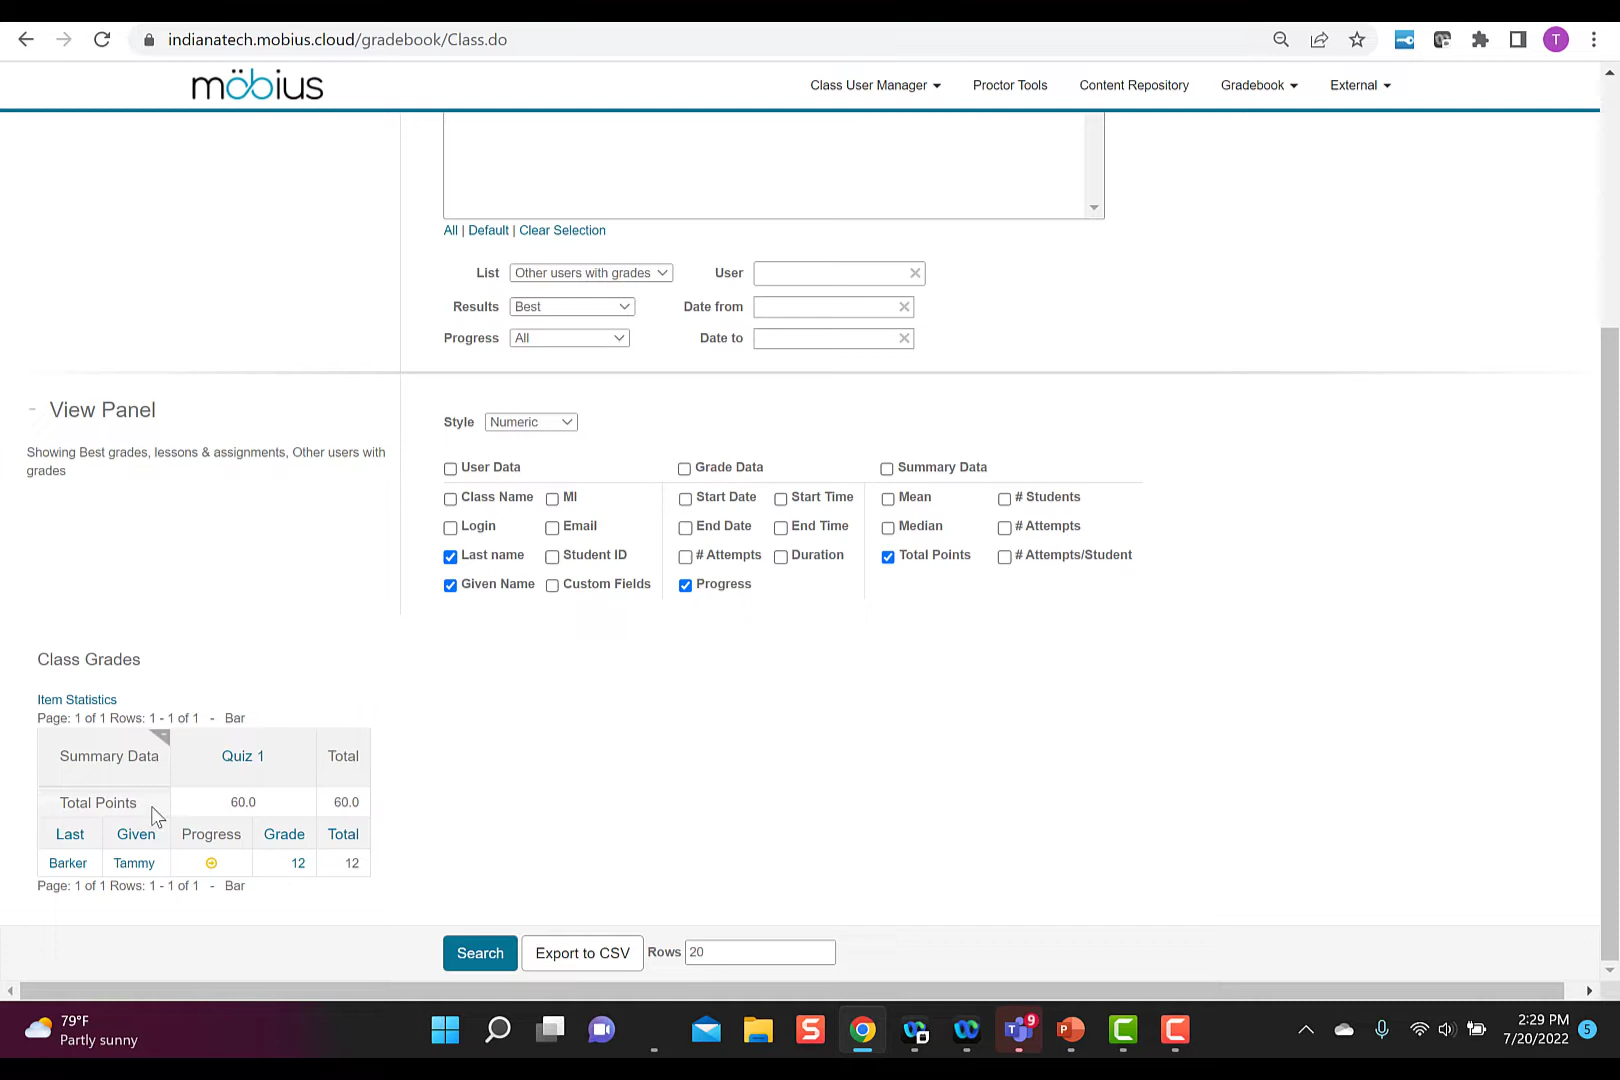 indianatech.mobius.cloud/gradebook/Class.do
T
möbius
Class User Manager
Proctor Tools
Content Repository
Gradebook
External
All | Default | Clear Selection
List Other users with grades User
Results Best Date from
Progress All Date to
- View Panel
Showing Best grades, lessons & assignments, Other users with
grades
Style Numeric
User Data Grade Data Summary Data
Class Name MI Start Date Start Time Mean # Students
Login Email End Date End Time Median # Attempts
Last name Student ID # Attempts Duration Total Points # Attempts/Student
Given Name Custom Fields Progress
Class Grades
Item Statistics
Page: 1 of 1 Rows: 1 - 1 of 1 - Bar
Summary Data Quiz 1 Total
Total Points 60.0 60.0
Last Given Progress Grade Total
Barker Tammy 12 12
Page: 1 of 1 Rows: 1 - 1 of 1 - Bar
Search Export to CSV Rows 20
79°F
Partly sunny
S
9
P
C
C
2:29 PM
7/20/2022
5